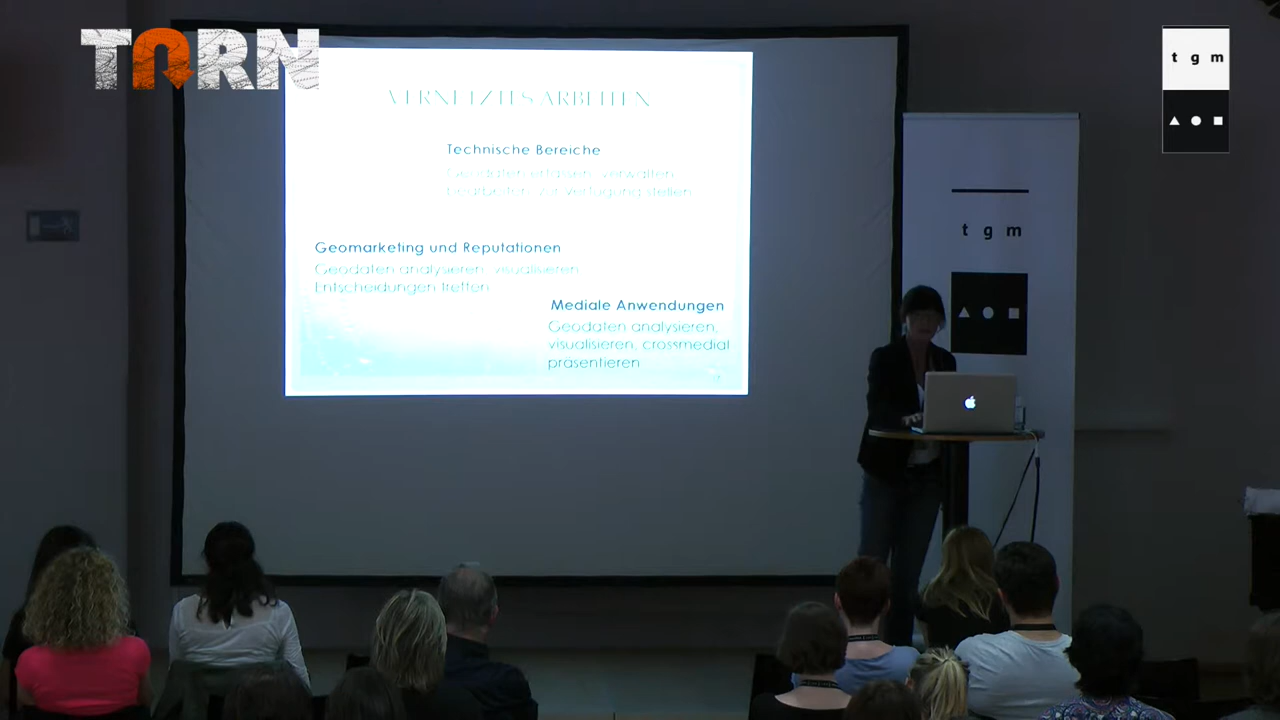 TARN
t g m
VERNETZTES ARBEITEN
Technische Bereiche
Geodaten erfassen, verwalten,
bearbeiten, zur Verfügung stellen
Geomarketing und Reputationen
Geodaten analysieren, visualisieren
Entscheidungen treffen
Mediale Anwendungen
Geodaten analysieren,
visualisieren, crossmedial
präsentieren
t g m